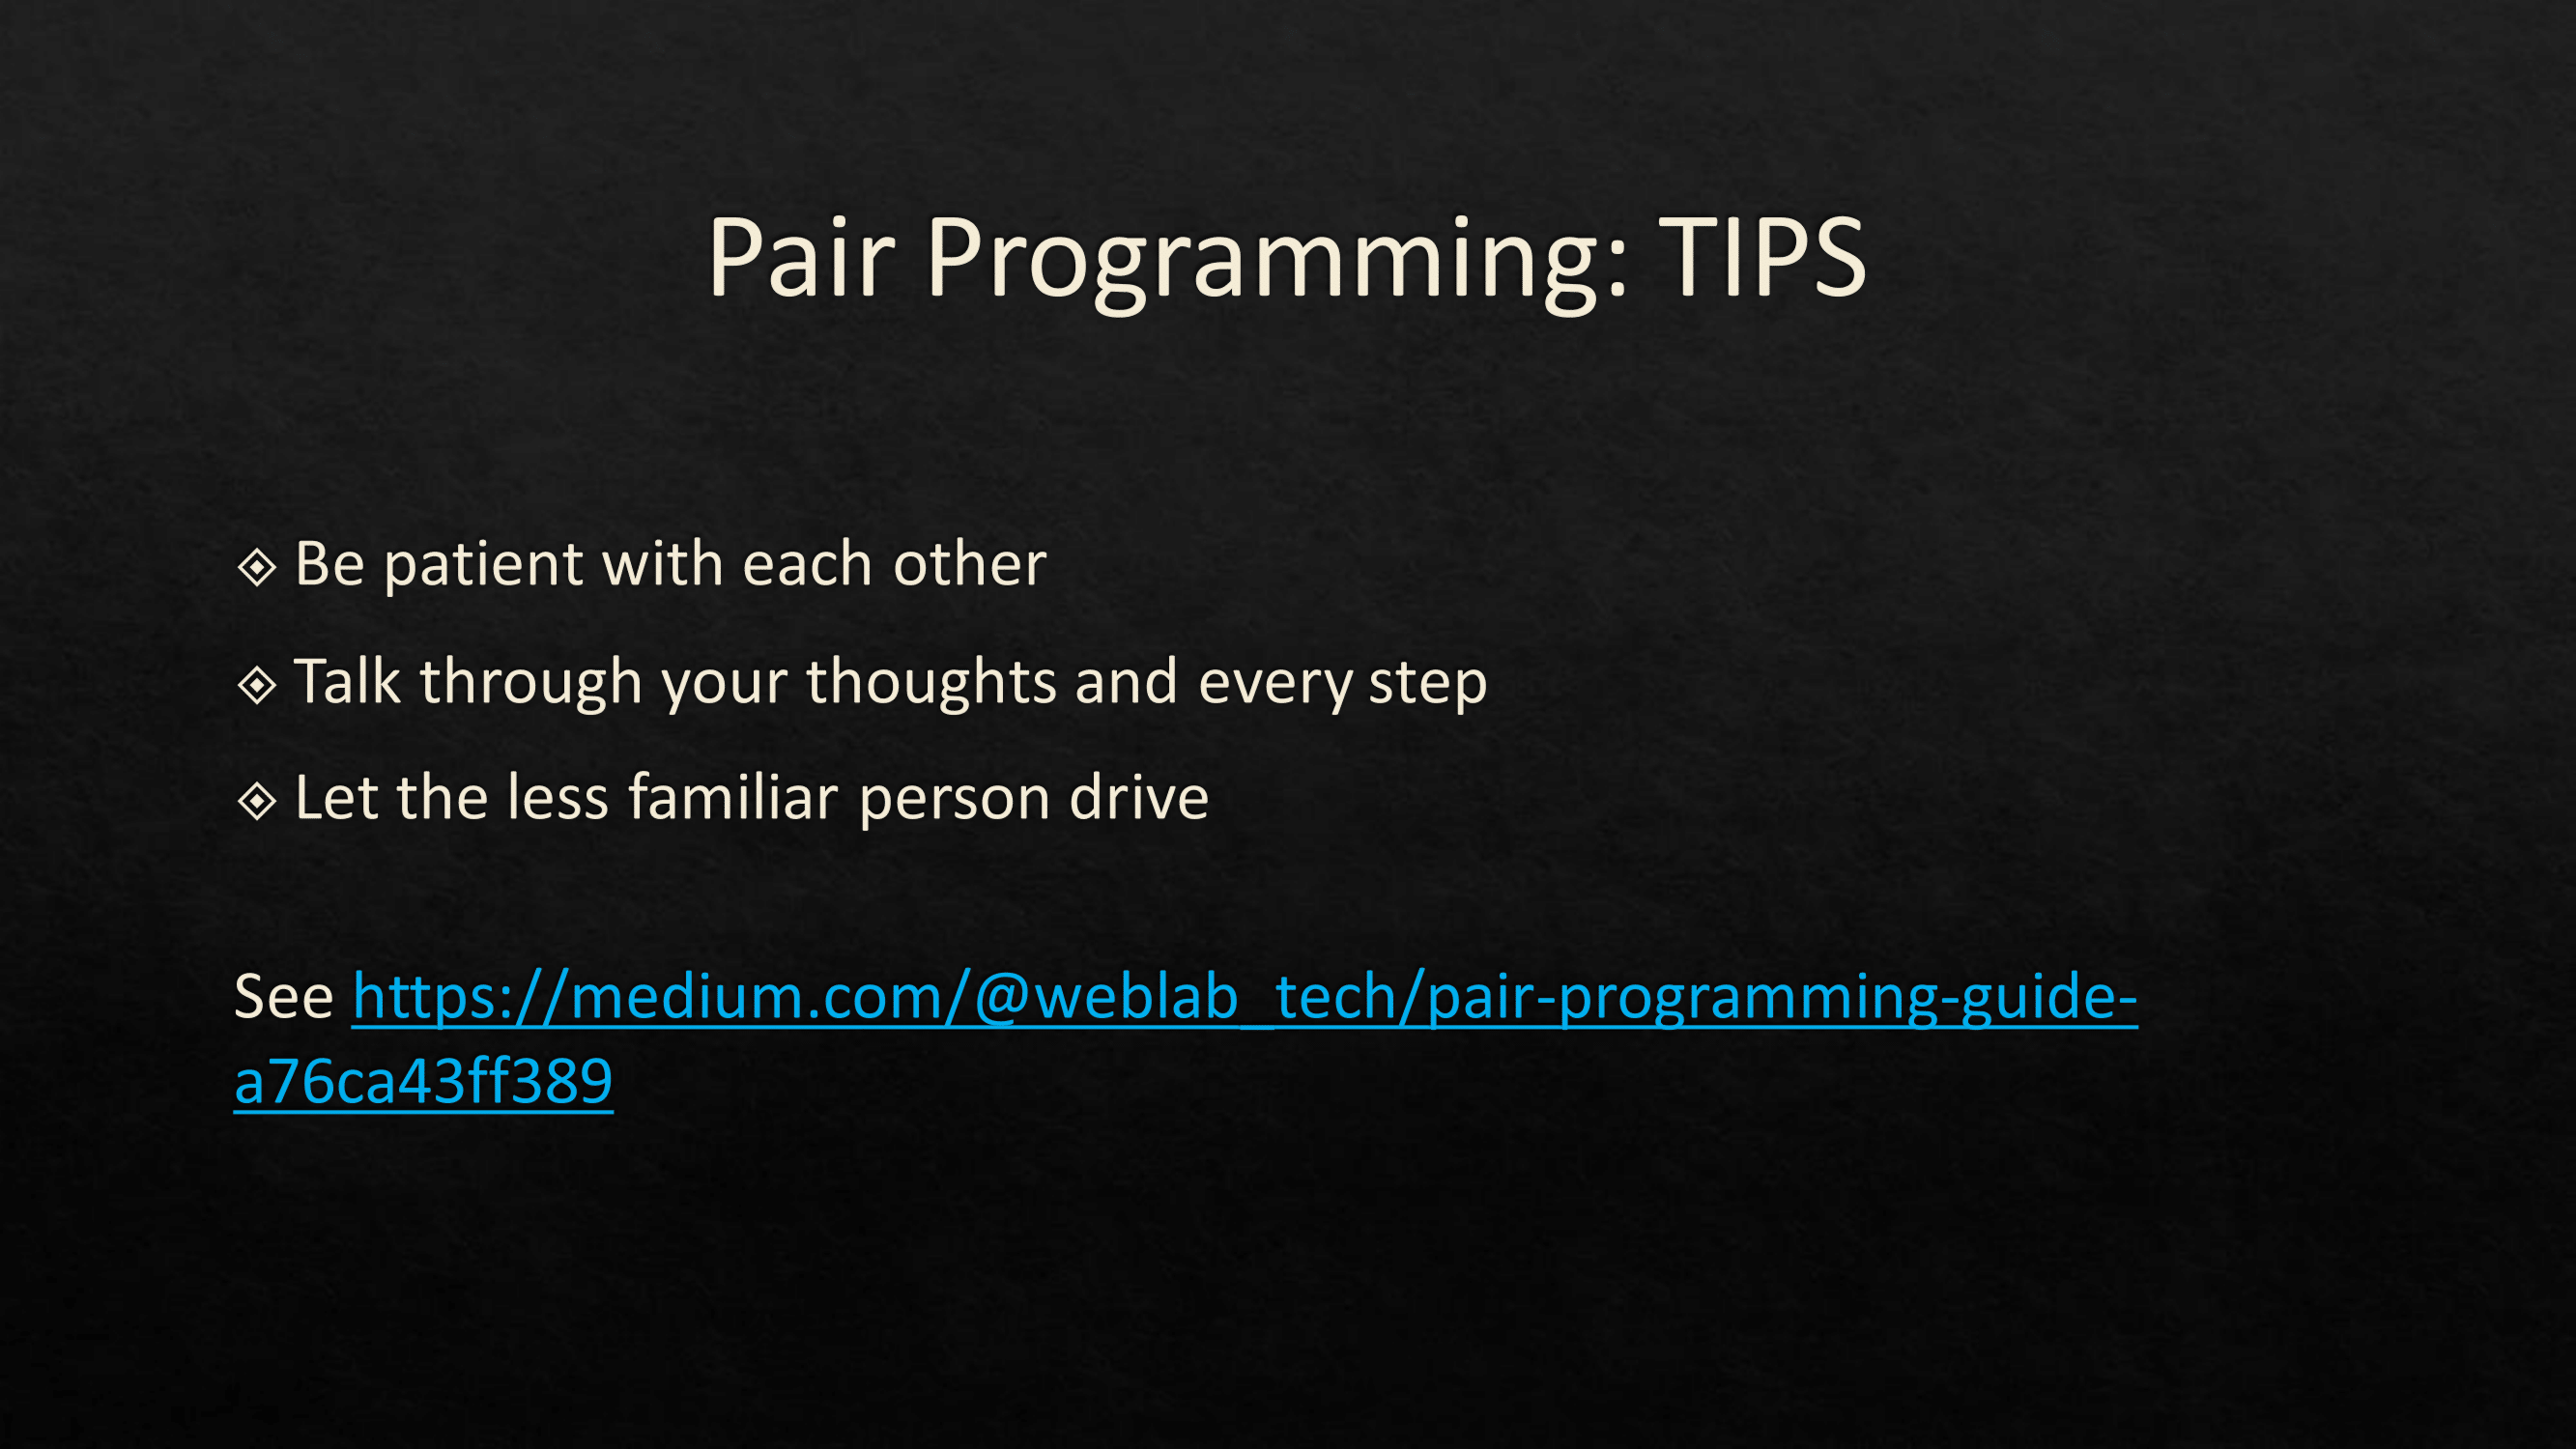 Pair Programming: TIPS
Be patient with each other
Talk through your thoughts and every step
Let the less familiar person drive
See https://medium.com/@weblab_tech/pair-programming-guide-
a76ca43ff389